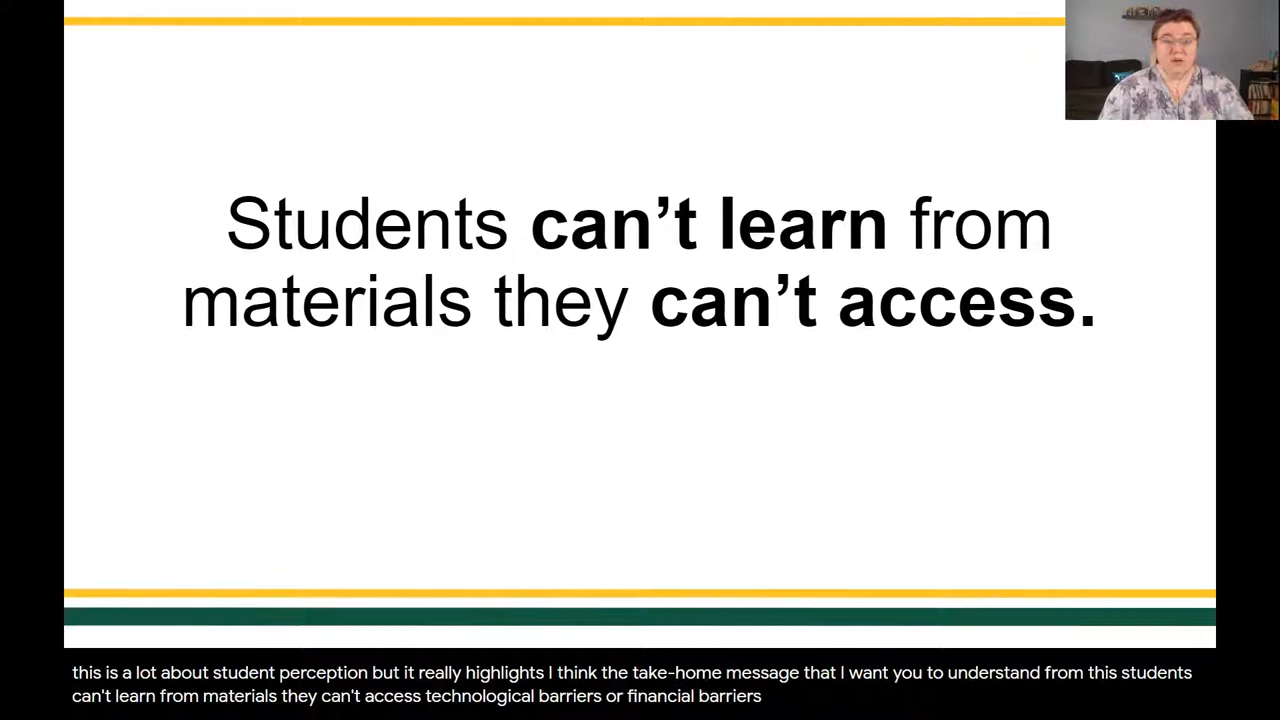 Students can’t learn from
materials they can’t access.
this is a lot about student perception but it really highlights I think the take-home message that I want you to understand from this students
can't learn from materials they can't access technological barriers or financial barriers